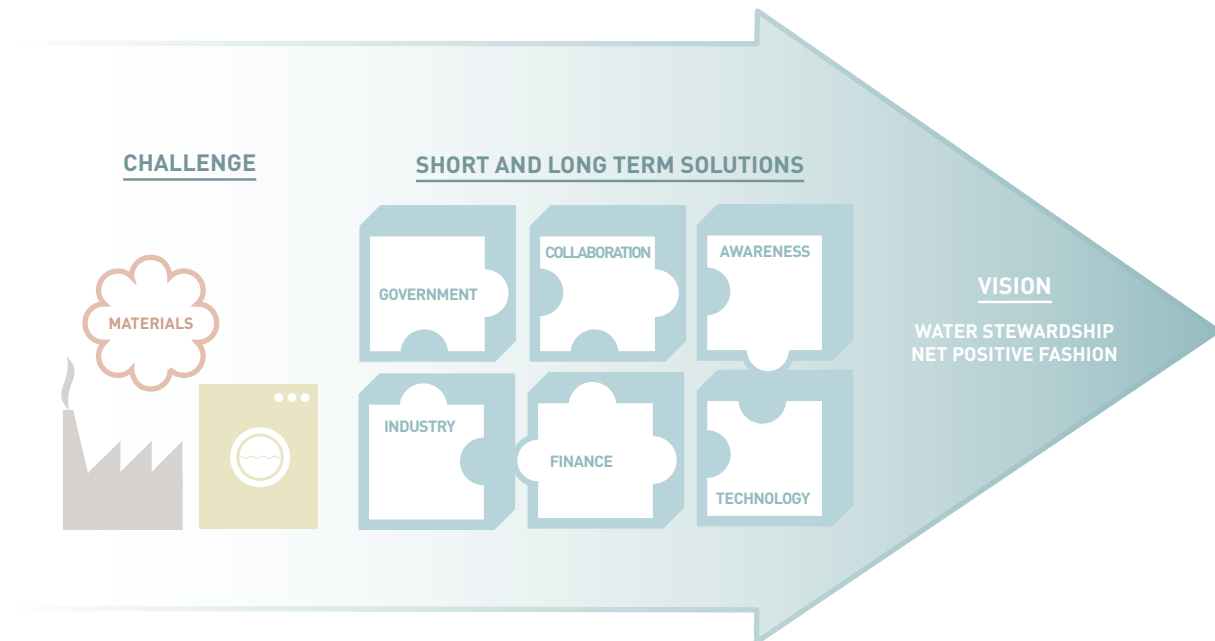 CHALLENGE
MATERIALS
SHORT AND LONG TERM SOLUTIONS
GOVERNMENT
COLLABORATION
AWARENESS
INDUSTRY
FINANCE
TECHNOLOGY
VISION
WATER STEWARDSHIP
NET POSITIVE FASHION